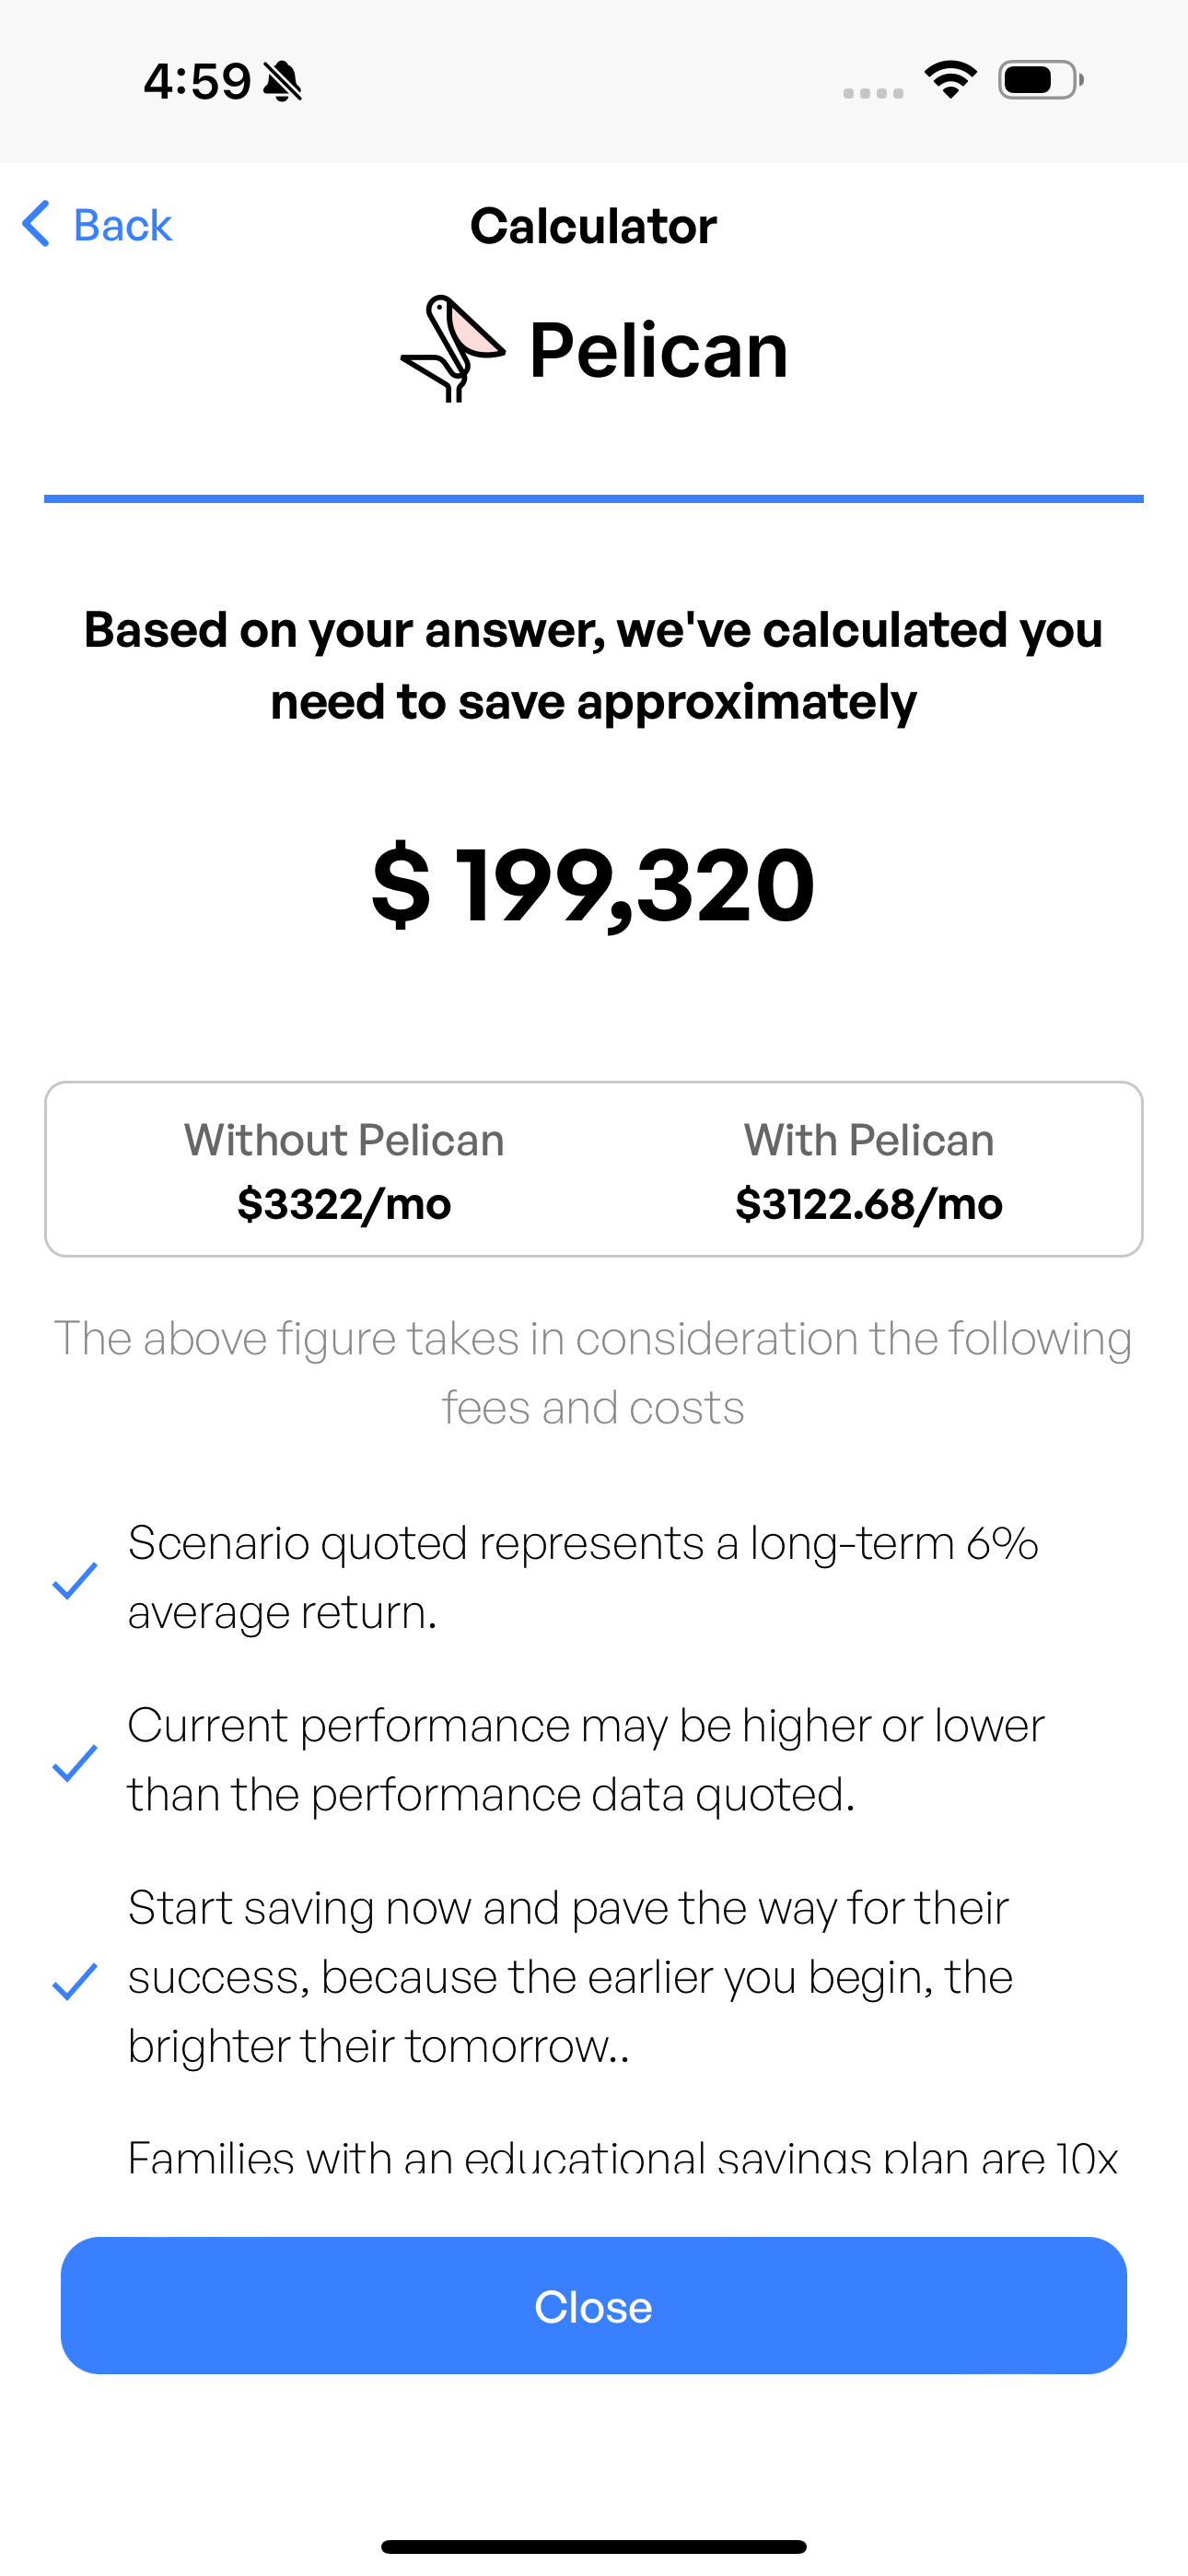 4:59
Back
Calculator
Pelican
Based on your answer, we've calculated you
need to save approximately
$ 199,320
Without Pelican
With Pelican
$3322/mo
$3122.68/mo
The above figure takes in consideration the following
fees and costs
Scenario quoted represents a long-term 6%
average return.
Current performance may be higher or lower
than the performance data quoted.
Start saving now and pave the way for their
success, because the earlier you begin, the
brighter their tomorrow..
Families with an educational savings plan are 10x
Close